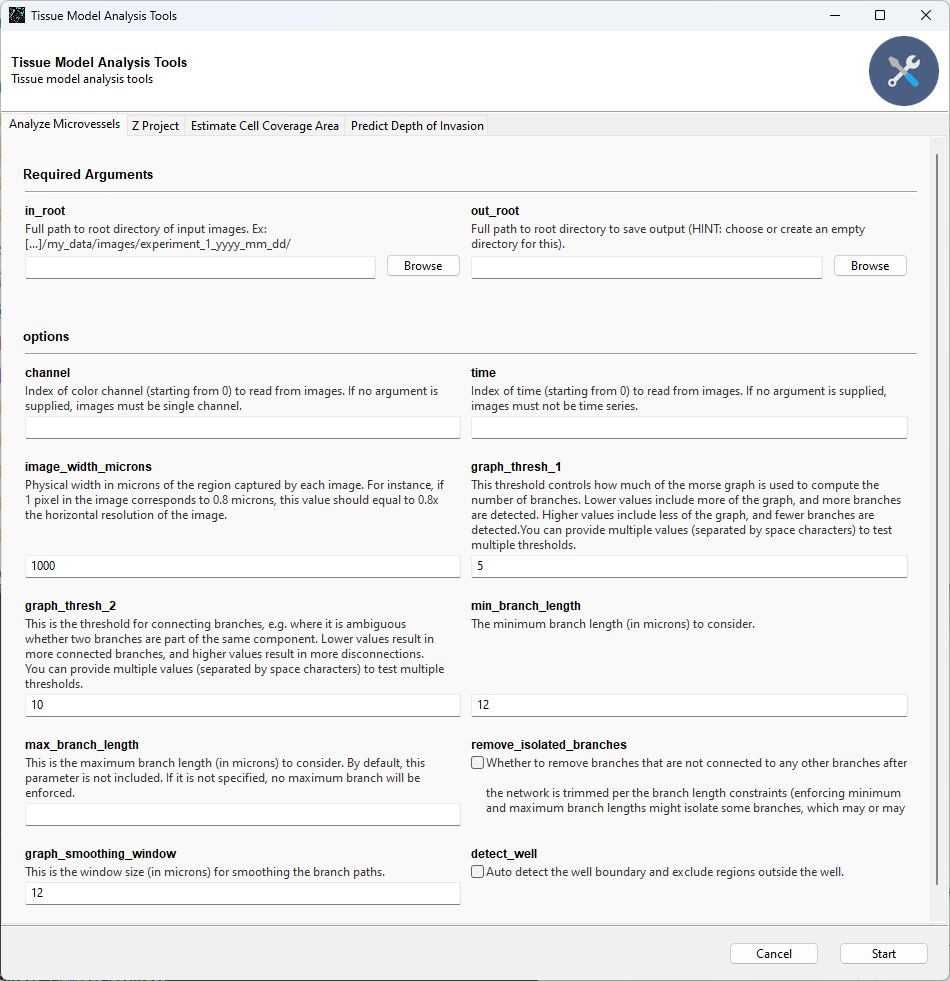 Tissue Model Analysis Tools
Tissue Model Analysis Tools
Tissue model analysis tools
Analyze Microvessels
Z Project
Estimate Cell Coverage Area
Predict Depth of Invasion
Required Arguments
in_root
Full path to root directory of input images. Ex:
[...]/my_data/images/experiment_1_yyyy_mm_dd/
Browse
out_root
Full path to root directory to save output (HINT: choose or create an empty
directory for this).
Browse
options
channel
Index of color channel (starting from 0) to read from images. If no argument is
supplied, images must be single channel.
time
Index of time (starting from 0) to read from images. If no argument is supplied,
images must not be time series.
image_width_microns
Physical width in microns of the region captured by each image. For instance, if
1 pixel in the image corresponds to 0.8 microns, this value should equal to 0.8x
the horizontal resolution of the image.
1000
graph_thresh_1
This threshold controls how much of the morse graph is used to compute the
number of branches. Lower values include more of the graph, and more branches
are detected. Higher values include less of the graph, and fewer branches are
detected.You can provide multiple values (separated by space characters) to test
multiple thresholds.
5
graph_thresh_2
This is the threshold for connecting branches, e.g. where it is ambiguous
whether two branches are part of the same component. Lower values result in
more connected branches, and higher values result in more disconnections.
You can provide multiple values (separated by space characters) to test multiple
thresholds.
10
min_branch_length
The minimum branch length (in microns) to consider.
12
max_branch_length
This is the maximum branch length (in microns) to consider. By default, this
parameter is not included. If it is not specified, no maximum branch will be
enforced.
remove_isolated_branches
Whether to remove branches that are not connected to any other branches after
the network is trimmed per the branch length constraints (enforcing minimum
and maximum branch lengths might isolate some branches, which may or may
graph_smoothing_window
This is the window size (in microns) for smoothing the branch paths.
12
detect_well
Auto detect the well boundary and exclude regions outside the well.
Cancel
Start